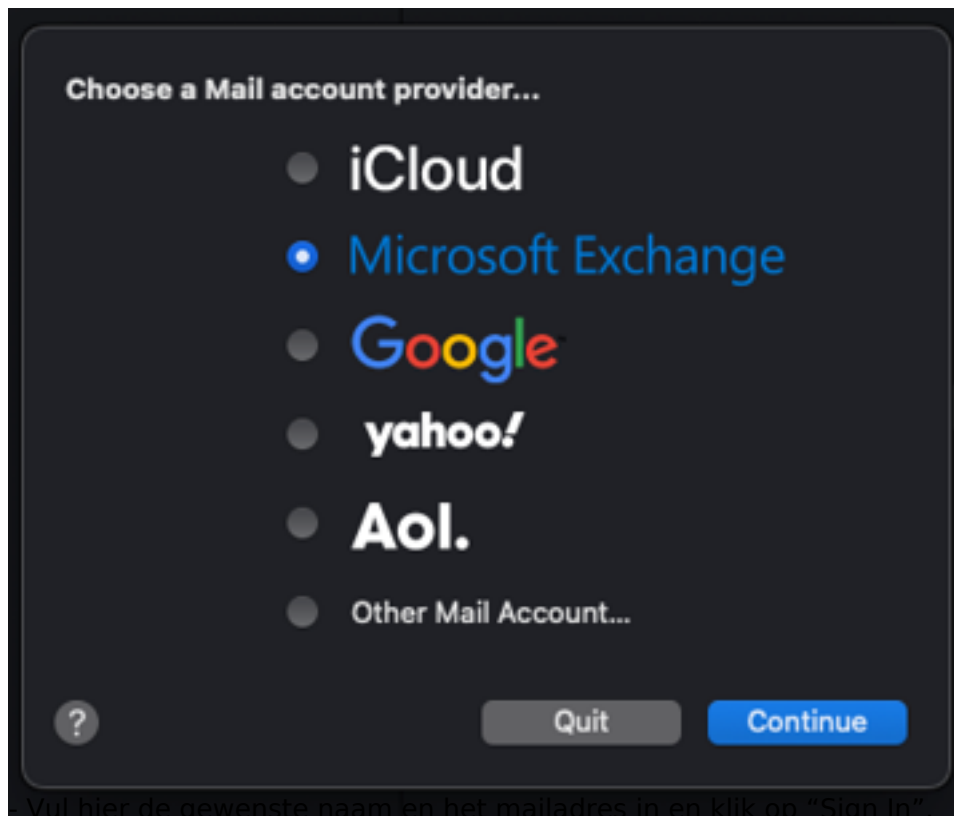 Choose a Mail account provider...
iCloud
Microsoft Exchange
Google
yahoo!
Aol.
Other Mail Account...
?
Quit
Continue
- Vul hier de gewenste naam en het mailadres in en klik op “Sign In”.